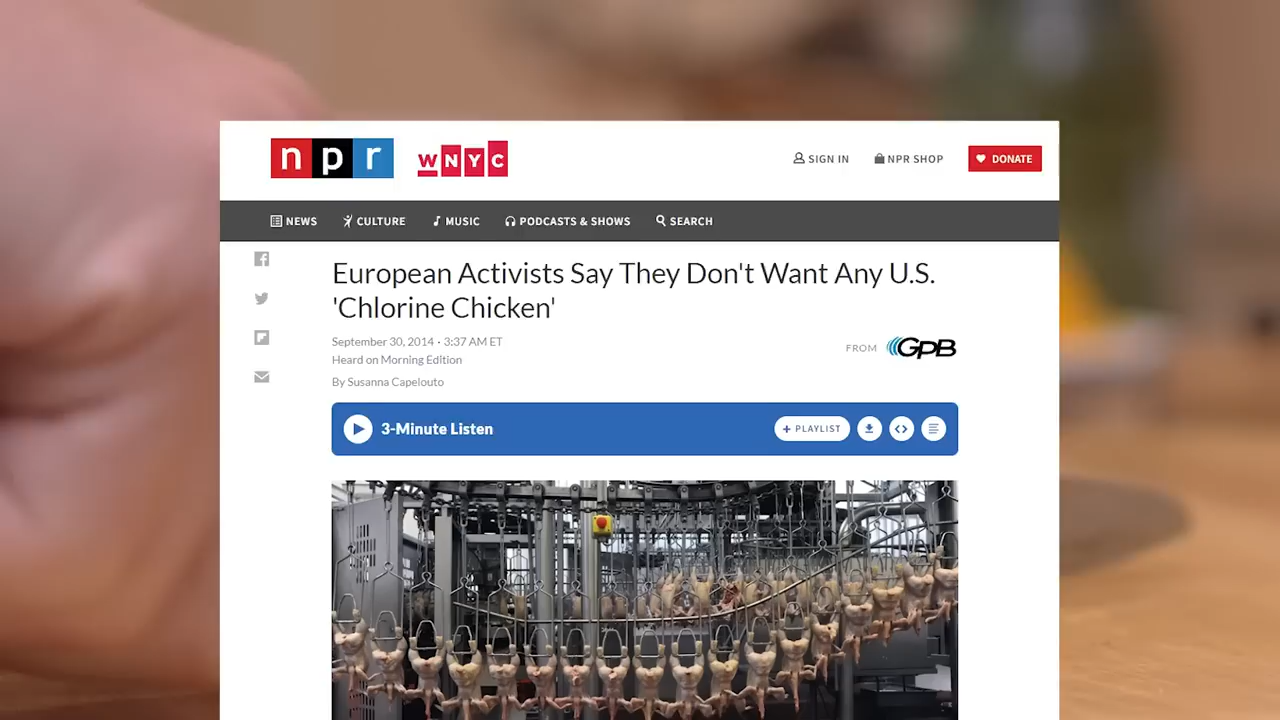 npr WNYC
SIGN IN NPR SHOP DONATE
NEWS CULTURE MUSIC PODCASTS & SHOWS SEARCH
European Activists Say They Don't Want Any U.S.
'Chlorine Chicken'
September 30, 2014 · 3:37 AM ET
FROM GPB
Heard on Morning Edition
By Susanna Capelouto
3-Minute Listen
+ PLAYLIST